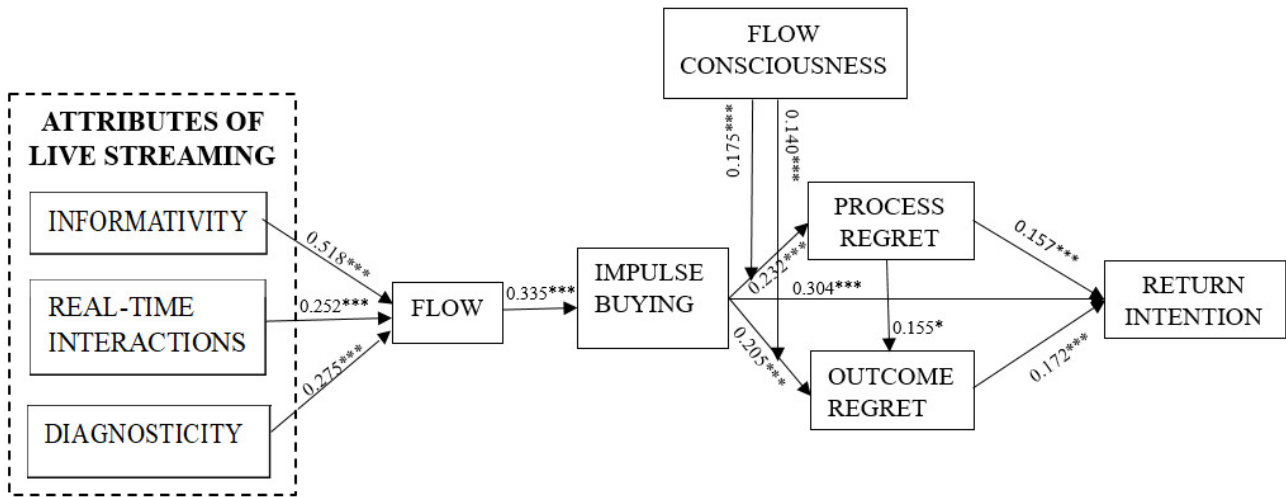 FLOW
CONSCIOUSNESS
ATTRIBUTES OF
LIVE STREAMING
INFORMATIVITY
REAL-TIME
INTERACTIONS
DIAGNOSTICITY
0.518***
0.252***
0.275***
FLOW
0.335***
IMPULSE
BUYING
0.175***
0.140***
0.232***
0.304***
0.205***
PROCESS
REGRET
0.155*
OUTCOME
REGRET
0.157***
0.172***
RETURN
INTENTION